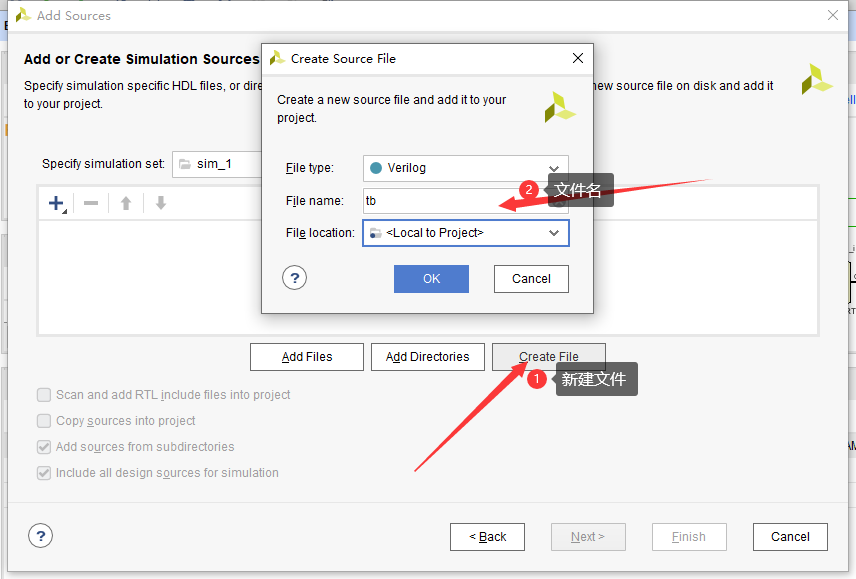 Add Sources
Add or Create Simulation Sources
Specify simulation specific HDL files, or
new source file on disk and add it
to your project.
Create Source File
Create a new source file and add it to your
project.
Specify simulation set:
sim_1
File type:
Verilog
File name:
tb
2
文件名
File location:
<Local to Project>
?
OK
Cancel
Add Files
Add Directories
Create File
1
新建文件
Scan and add RTL include files into project
Copy sources into project
Add sources from subdirectories
Include all design sources for simulation
?
< Back
Next >
Finish
Cancel